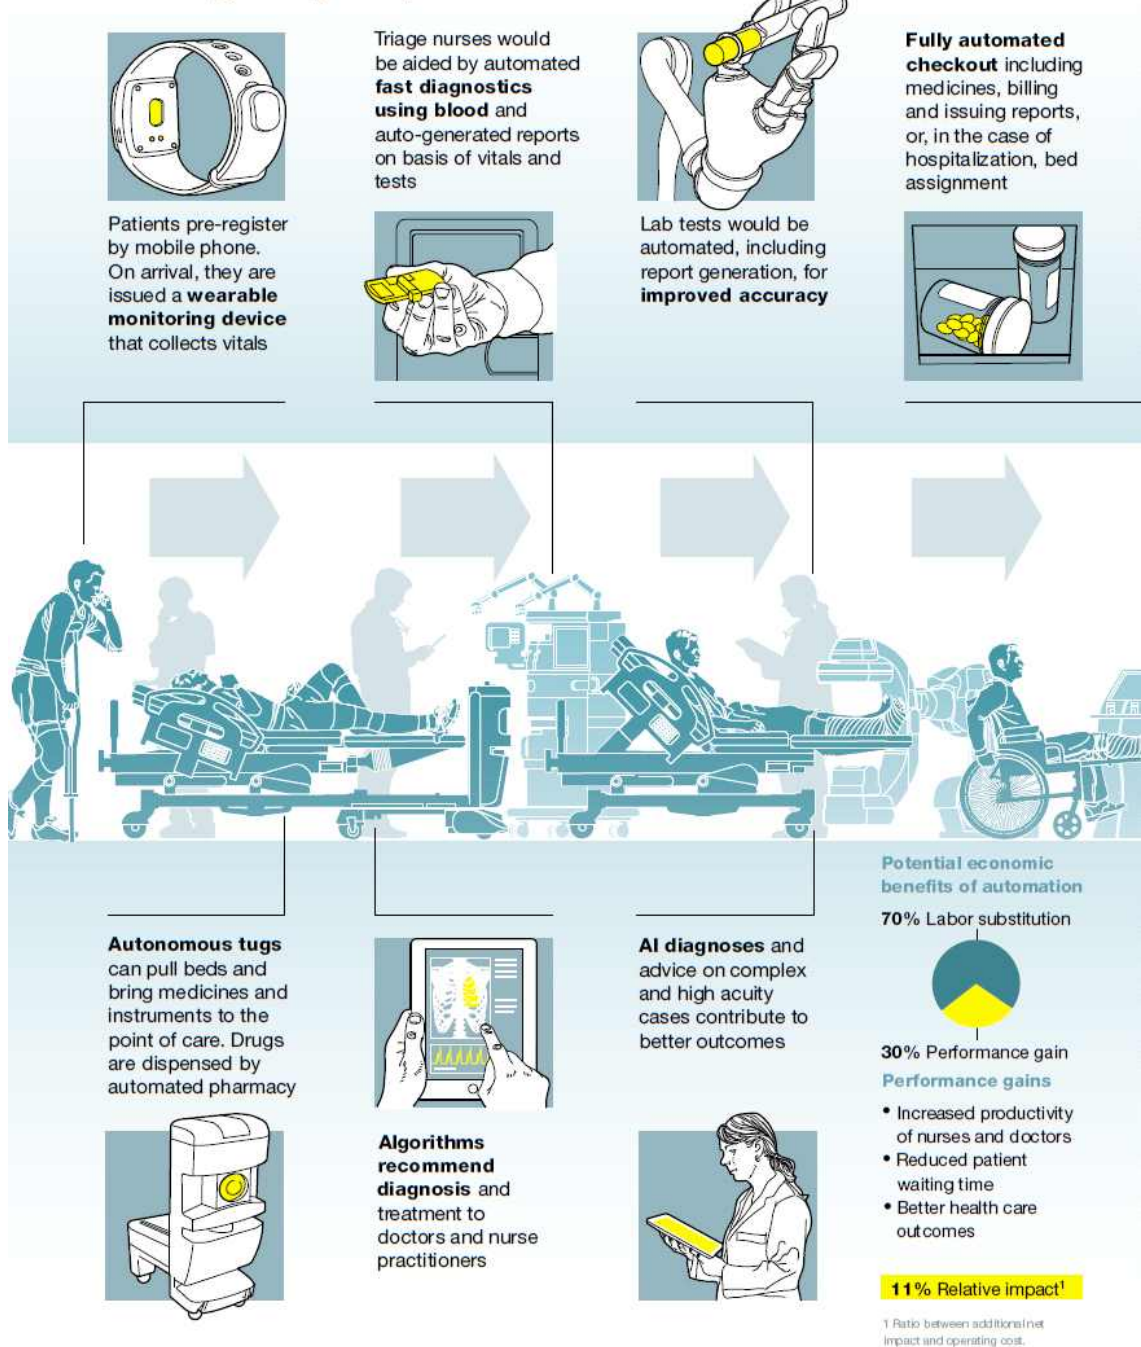 Patients pre-register
by mobile phone.
On arrival, they are
issued a wearable
monitoring device
that collects vitals
Triage nurses would
be aided by automated
fast diagnostics
using blood and
auto-generated reports
on basis of vitals and
tests
Lab tests would be
automated, including
report generation, for
improved accuracy
Fully automated
checkout including
medicines, billing
and issuing reports,
or, in the case of
hospitalization, bed
assignment
Autonomous tugs
can pull beds and
bring medicines and
instruments to the
point of care. Drugs
are dispensed by
automated pharmacy
Algorithms
recommend
diagnosis and
treatment to
doctors and nurse
practitioners
AI diagnoses and
advice on complex
and high acuity
cases contribute to
better outcomes
Potential economic
benefits of automation
70% Labor substitution
30% Performance gain
Performance gains
• Increased productivity
of nurses and doctors
• Reduced patient
waiting time
• Better health care
outcomes
11% Relative impact¹
1 Ratio between additional net
impact and operating cost.